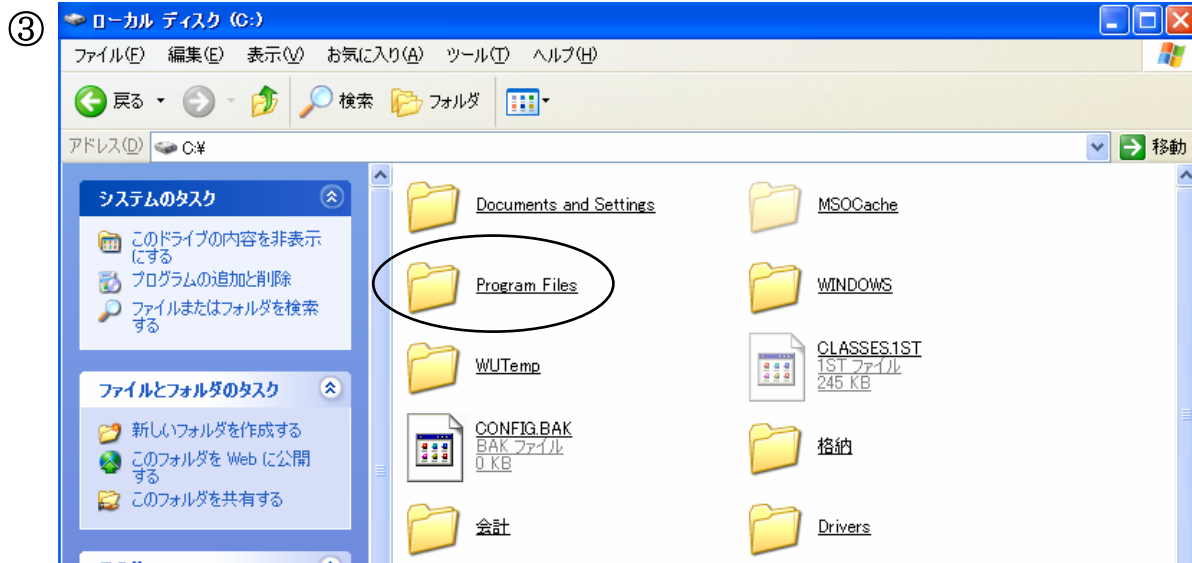 ③
ローカル ディスク (C:)
ファイル(F) 編集(E) 表示(V) お気に入り(A) ツール(T) ヘルプ(H)
戻る 検索 フォルダ
アドレス(D) C:¥ 移動
システムのタスク
このドライブの内容を非表示
にする
プログラムの追加と削除
ファイルまたはフォルダを検索
する
ファイルとフォルダのタスク
新しいフォルダを作成する
このフォルダを Web に公開
する
このフォルダを共有する
Documents and Settings
MSOCache
Program Files
WINDOWS
WUTemp
CLASSES.1ST
1ST ファイル
245 KB
CONFIG.BAK
BAK ファイル
0 KB
格納
会計
Drivers